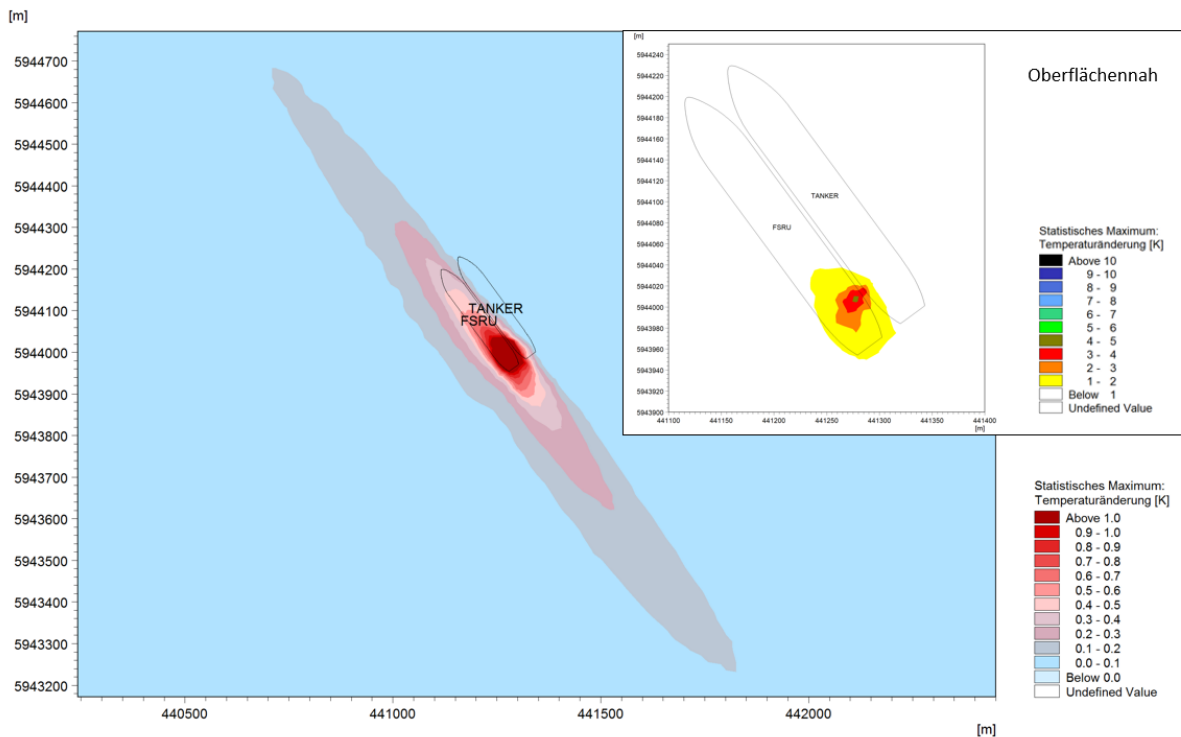 [m]
5944700
5944600
5944500
5944400
5944300
5944200
5944100
5944000
5943900
5943800
5943700
5943600
5943500
5943400
5943300
5943200
440500
441000
441500
442000
[m]
TANKER
FSRU
[m]
5944240
5944220
5944200
5944180
5944160
5944140
5944120
5944100
5944080
5944060
5944040
5944020
5944000
5943980
5943960
5943940
5943920
5943900
441100
441150
441200
441250
441300
441350
441400
[m]
TANKER
FSRU
Oberflächennah
Statistisches Maximum:
Temperaturänderung [K]
Above 10
9 - 10
8 - 9
7 - 8
6 - 7
5 - 6
4 - 5
3 - 4
2 - 3
1 - 2
Below 1
Undefined Value
Statistisches Maximum:
Temperaturänderung [K]
Above 1.0
0.9 - 1.0
0.8 - 0.9
0.7 - 0.8
0.6 - 0.7
0.5 - 0.6
0.4 - 0.5
0.3 - 0.4
0.2 - 0.3
0.1 - 0.2
0.0 - 0.1
Below 0.0
Undefined Value